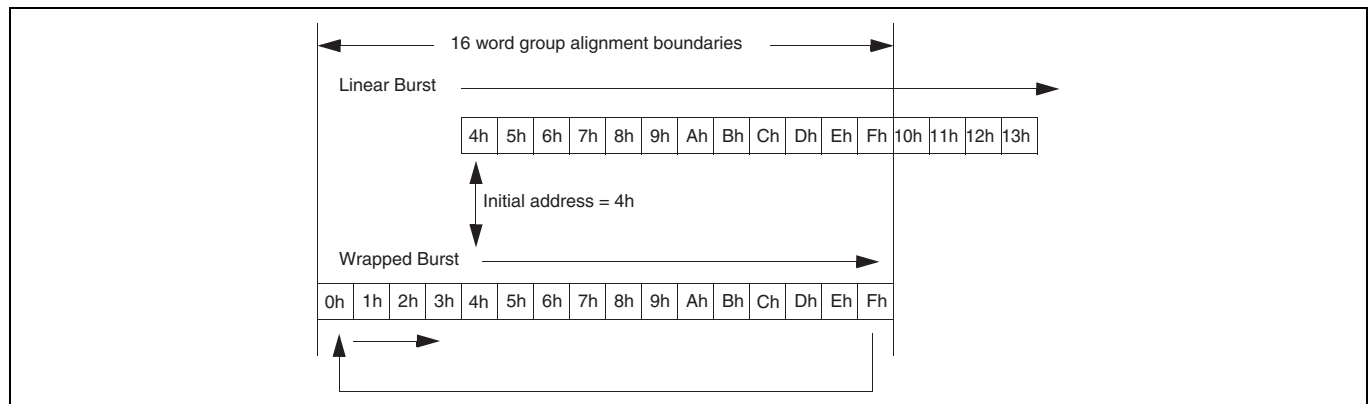 16 word group alignment boundaries
Linear Burst
4h 5h 6h 7h 8h 9h Ah Bh Ch Dh Eh Fh 10h 11h 12h 13h
Initial address = 4h
Wrapped Burst
0h 1h 2h 3h 4h 5h 6h 7h 8h 9h Ah Bh Ch Dh Eh Fh